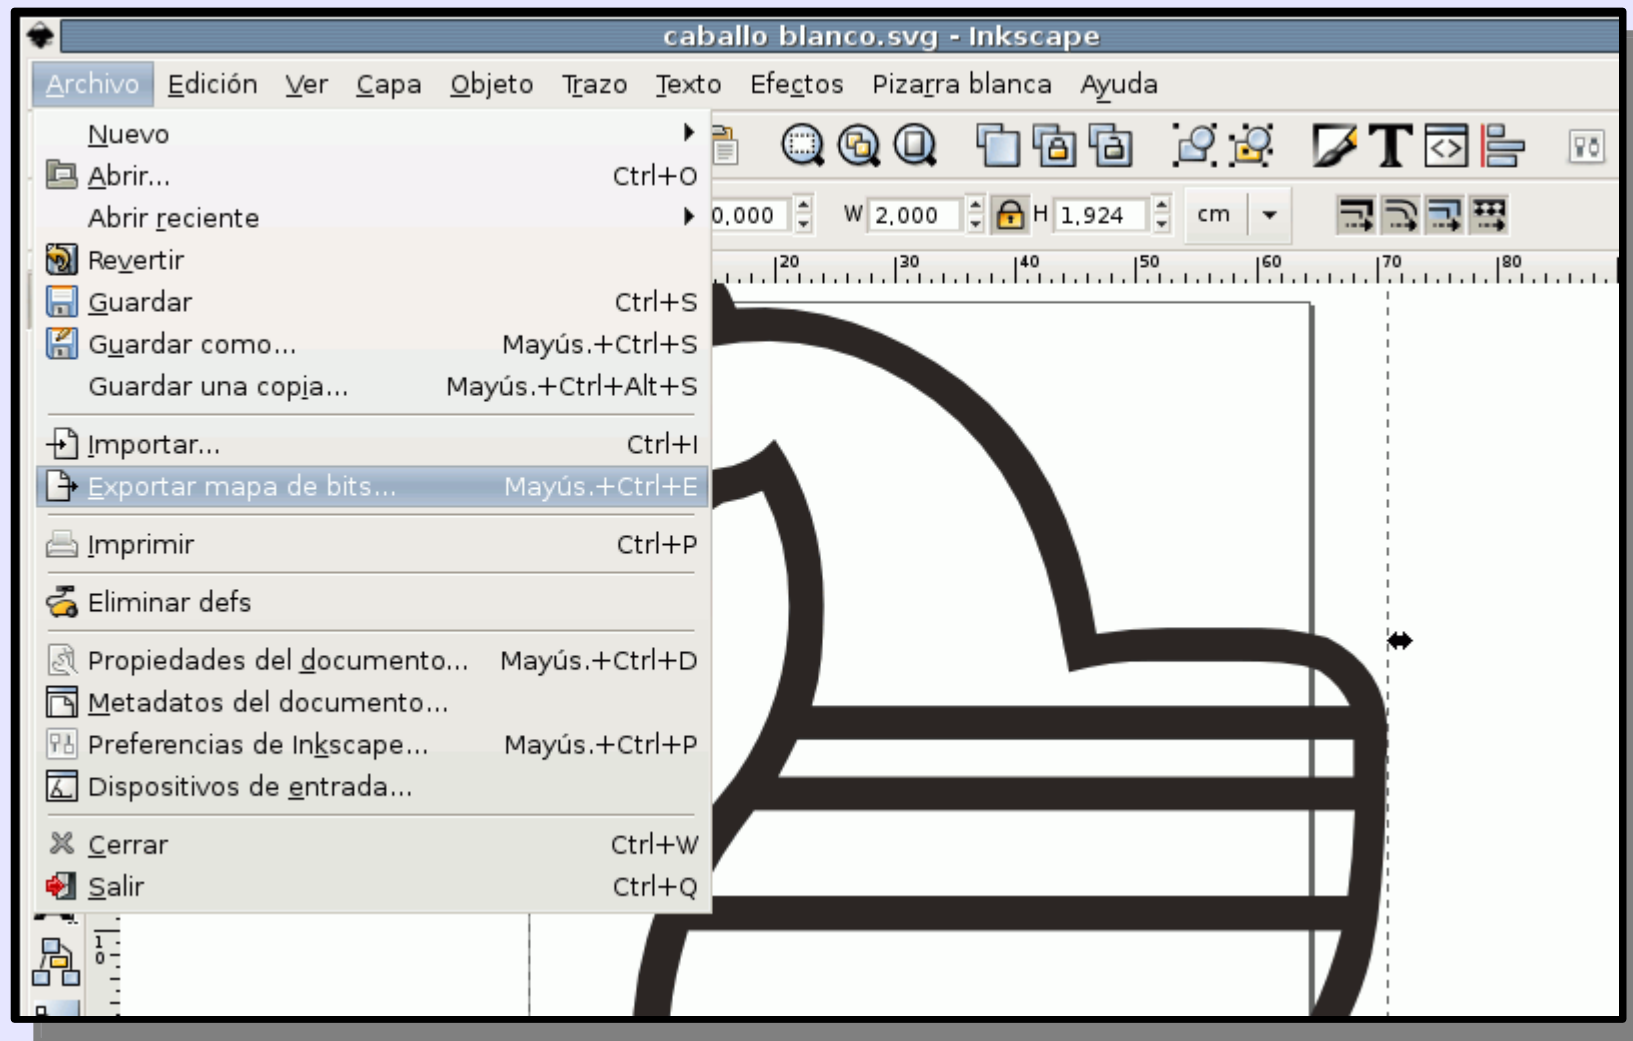 caballo blanco.svg - Inkscape
Archivo Edición Ver Capa Objeto Trazo Texto Efectos Pizarra blanca Ayuda
Nuevo
Abrir... Ctrl+O
Abrir reciente
Revertir
Guardar Ctrl+S
Guardar como... Mayús.+Ctrl+S
Guardar una copia... Mayús.+Ctrl+Alt+S
Importar... Ctrl+I
Exportar mapa de bits... Mayús.+Ctrl+E
Imprimir Ctrl+P
Eliminar defs
Propiedades del documento... Mayús.+Ctrl+D
Metadatos del documento...
Preferencias de Inkscape... Mayús.+Ctrl+P
Dispositivos de entrada...
Cerrar Ctrl+W
Salir Ctrl+Q
0,000 W 2,000 H 1,924 cm
20 30 40 50 60 70 80
10